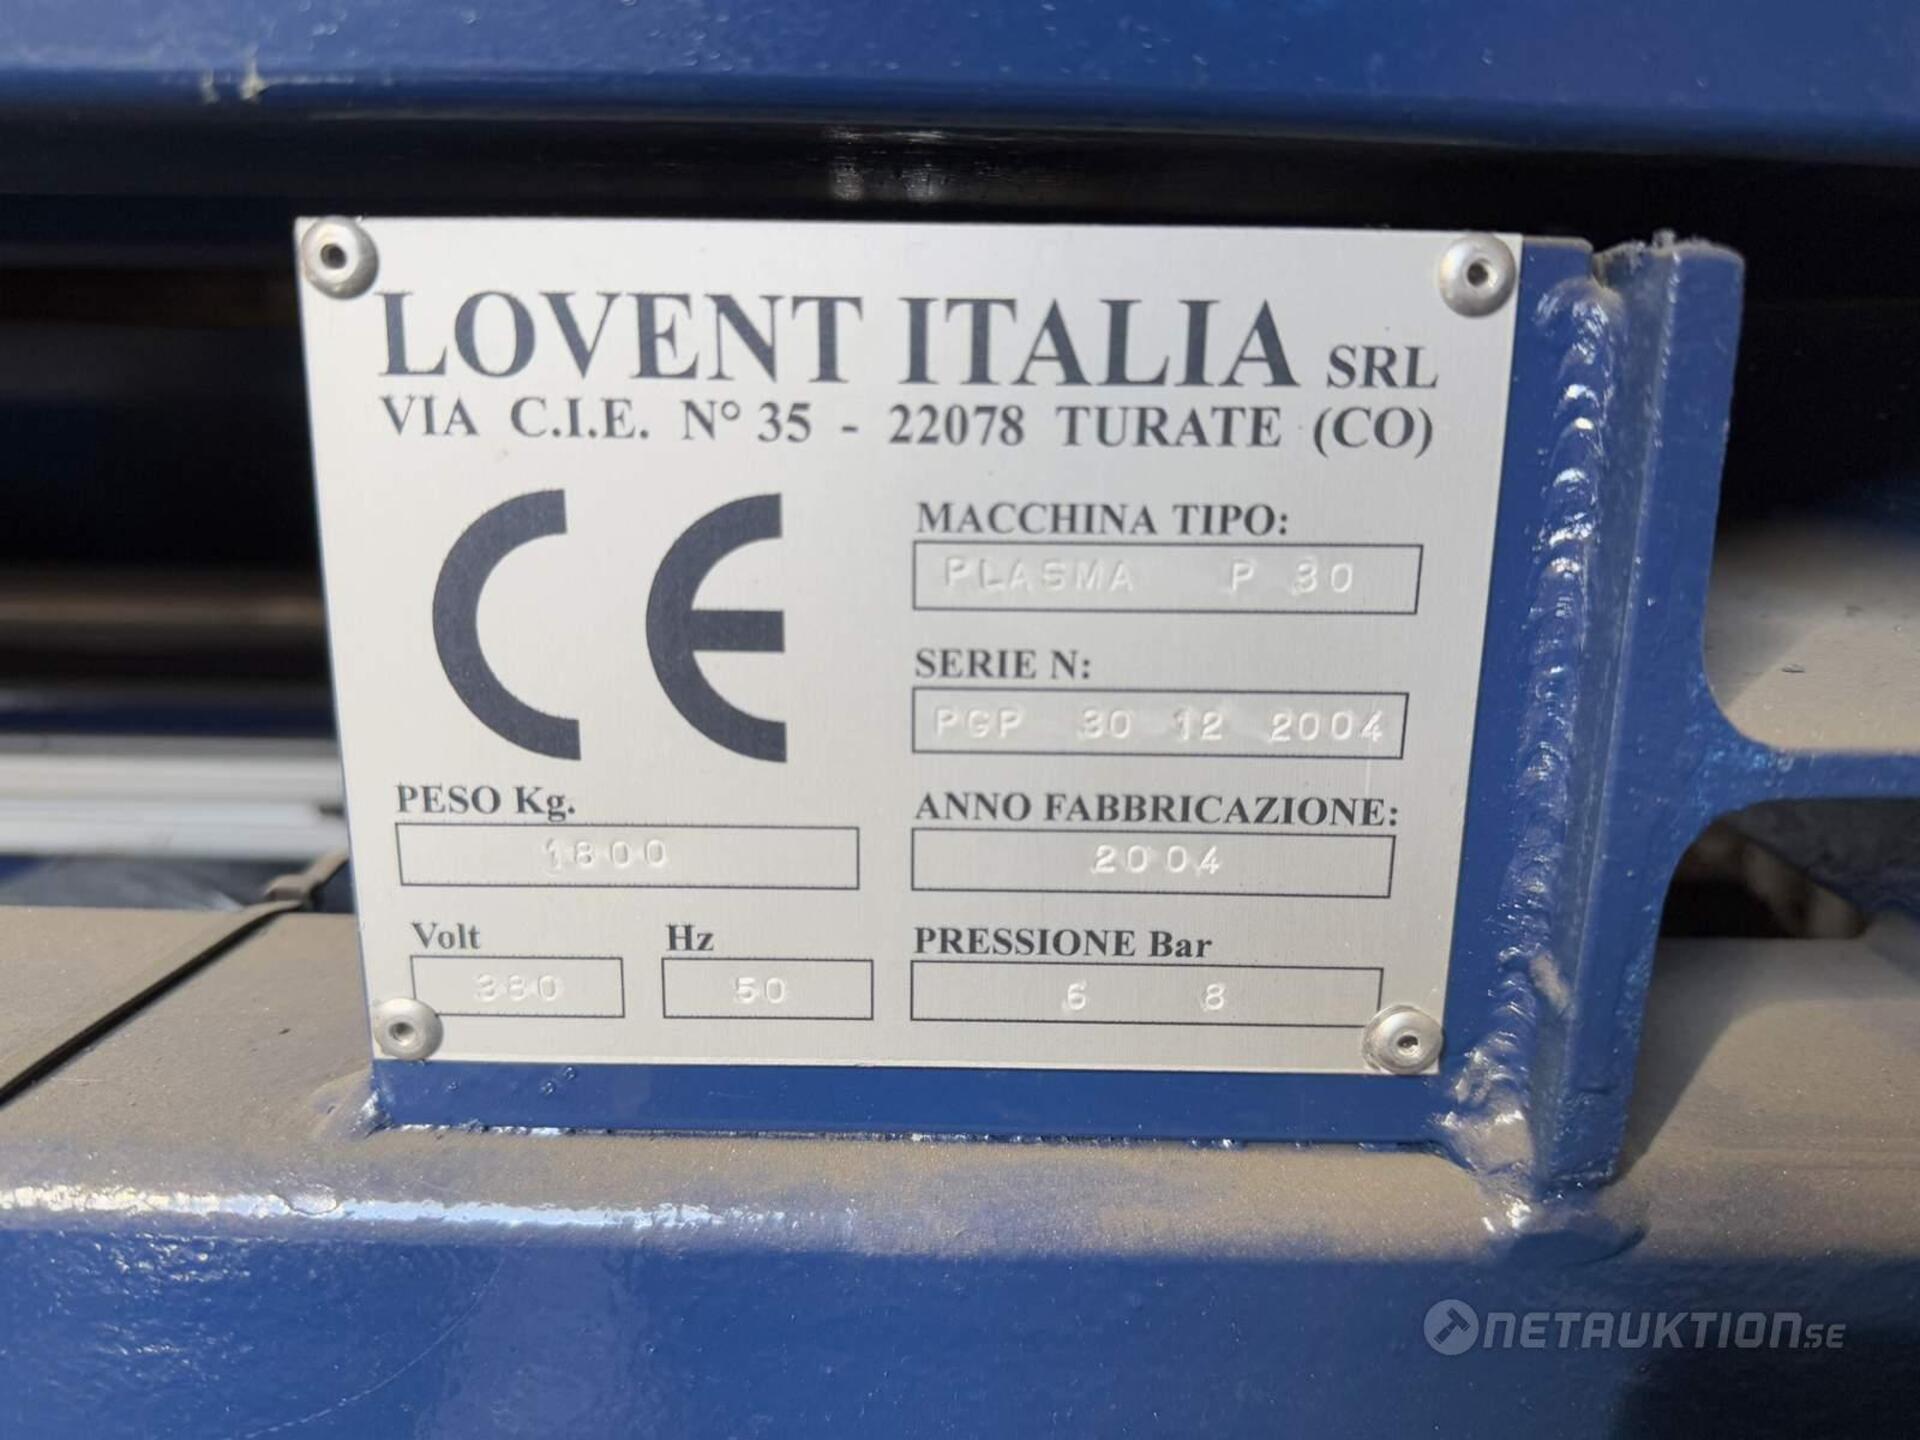 LOVENT ITALIA SRL
VIA C.I.E. N° 35 - 22078 TURATE (CO)
CE
MACCHINA TIPO:
PLASMA P 30
SERIE N:
PGP 30 12 2004
PESO Kg.
1800
ANNO FABBRICAZIONE:
2004
Volt
380
Hz
50
PRESSIONE Bar
6 8
NETAUKTION.SE